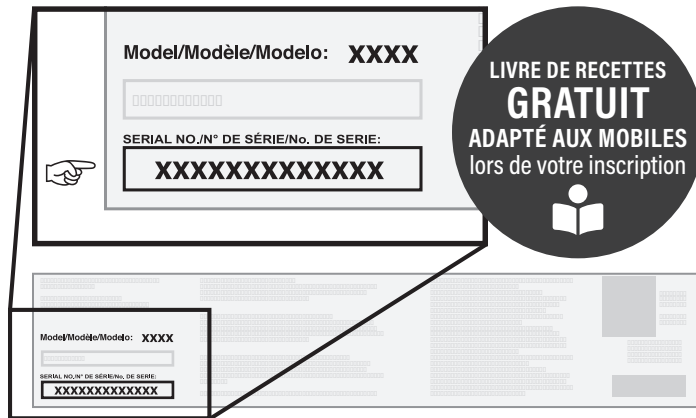 Model/Modèle/Modelo: XXXX
SERIAL NO./N° DE SÉRIE/No. DE SERIE:
XXXXXXXXXXXXX
LIVRE DE RECETTES
GRATUIT
ADAPTÉ AUX MOBILES
lors de votre inscription
Model/Modèle/Modelo: XXXX
SERIAL NO./N° DE SÉRIE/No. DE SERIE:
XXXXXXXXXXXXX